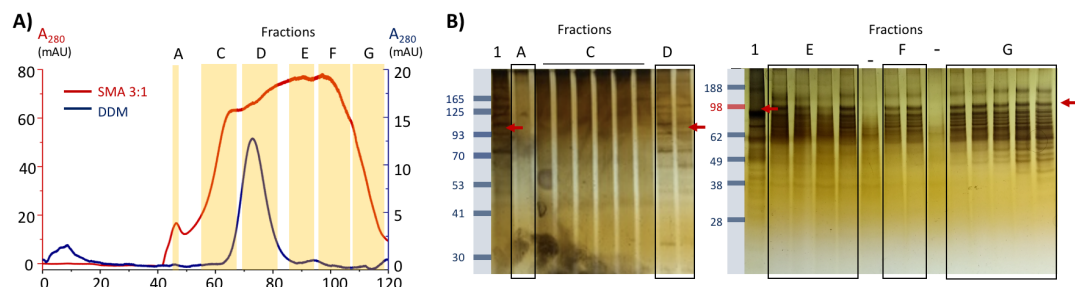 A)
A280
(mAU)
Fractions
A C D E F G
A280
(mAU)
80
60
40
20
0
SMA 3:1
DDM
20
15
10
5
0
0 20 40 60 80 100 120
B)
Fractions
1 A C D
165
125
93
70
53
41
30
Fractions
1 E - F - G
188
98
62
49
38
28